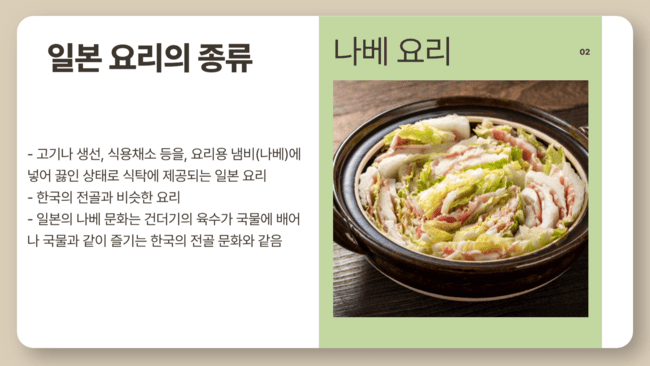 일본 요리의 종류
- 고기나 생선, 식용채소 등을, 요리용 냄비(나베)에
넣어 끓인 상태로 식탁에 제공되는 일본 요리
- 한국의 전골과 비슷한 요리
- 일본의 나베 문화는 건더기의 육수가 국물에 배어
나 국물과 같이 즐기는 한국의 전골 문화와 같음
나베 요리
02